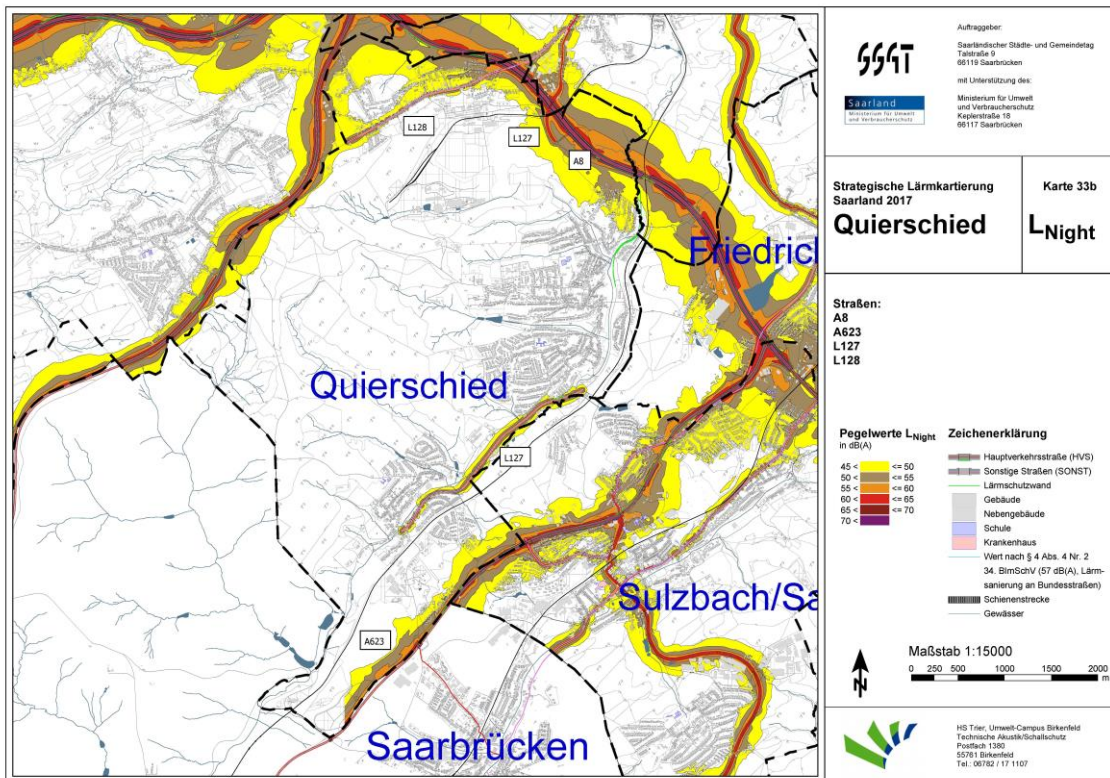 L128
L127
A8
Friedrich
Quierschied
L127
Sulzbach/Sa
A623
Saarbrücken
SSGT
Saarland
Ministerium für Umwelt
und Verbraucherschutz
Auftraggeber:
Saarländischer Städte- und Gemeindetag
Talstraße 9
66119 Saarbrücken
mit Unterstützung des:
Ministerium für Umwelt
und Verbraucherschutz
Keplerstraße 18
66117 Saarbrücken
Strategische Lärmkartierung
Saarland 2017
Quierschied
Karte 33b
LNight
Straßen:
A8
A623
L127
L128
Pegelwerte LNight
in dB(A)
45 < <= 50
50 < <= 55
55 < <= 60
60 < <= 65
65 < <= 70
70 <
Zeichenerklärung
Hauptverkehrsstraße (HVS)
Sonstige Straßen (SONST)
Lärmschutzwand
Gebäude
Nebengebäude
Schule
Krankenhaus
Wert nach § 4 Abs. 4 Nr. 2
34. BImSchV (57 dB(A), Lärm-
sanierung an Bundesstraßen)
Schienenstrecke
Gewässer
N
Maßstab 1:15000
0 250 500 1000 1500 2000
m
HS Trier, Umwelt-Campus Birkenfeld
Technische Akustik/Schallschutz
Postfach 1380
55761 Birkenfeld
Tel.: 06782 / 17 1107